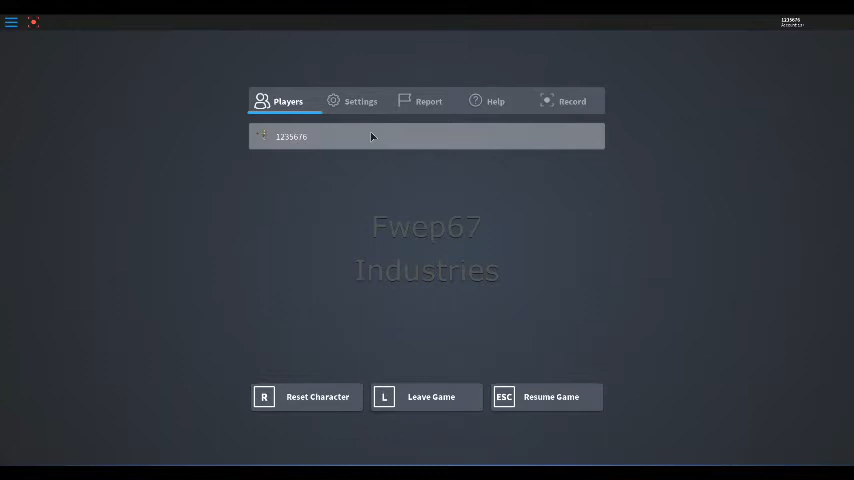 1235676
Players
Settings
Report
Help
Record
1235676
Fwep67
Industries
R
Reset Character
L
Leave Game
ESC
Resume Game